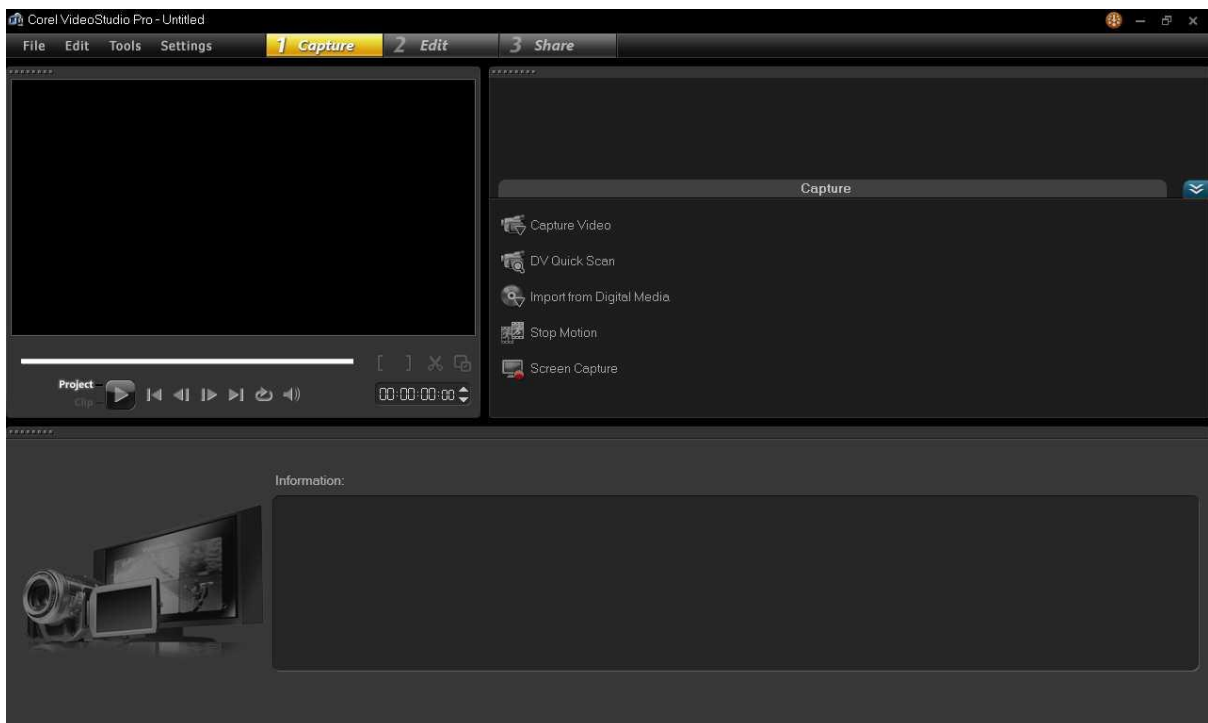 Corel VideoStudio Pro - Untitled
File Edit Tools Settings 1 Capture 2 Edit 3 Share
Capture
Capture Video
DV Quick Scan
Import from Digital Media
Stop Motion
Screen Capture
Project
Clip
00:00:00:00
Information: